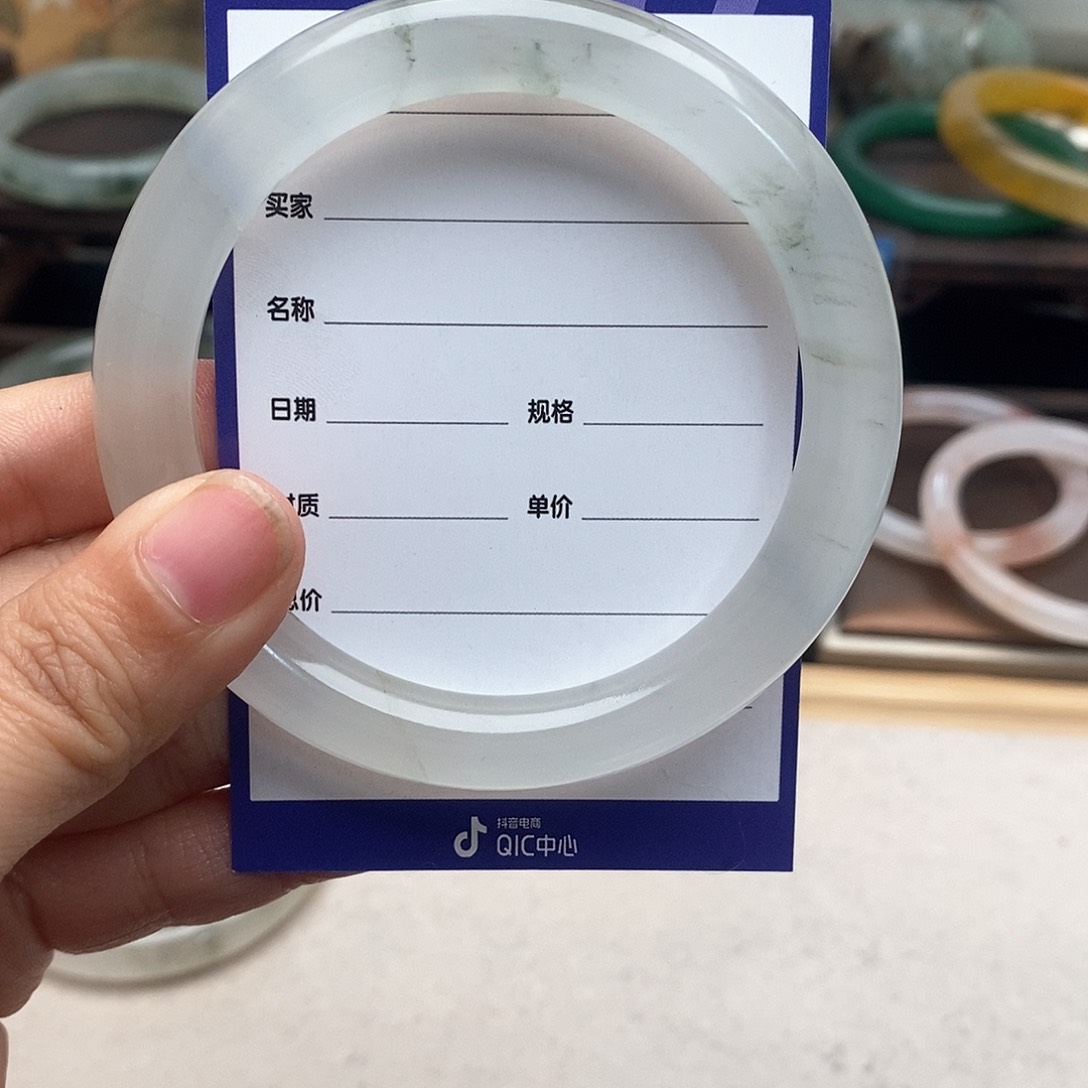 买家
名称
日期 规格
质 单价
价
抖音电商
QIC中心